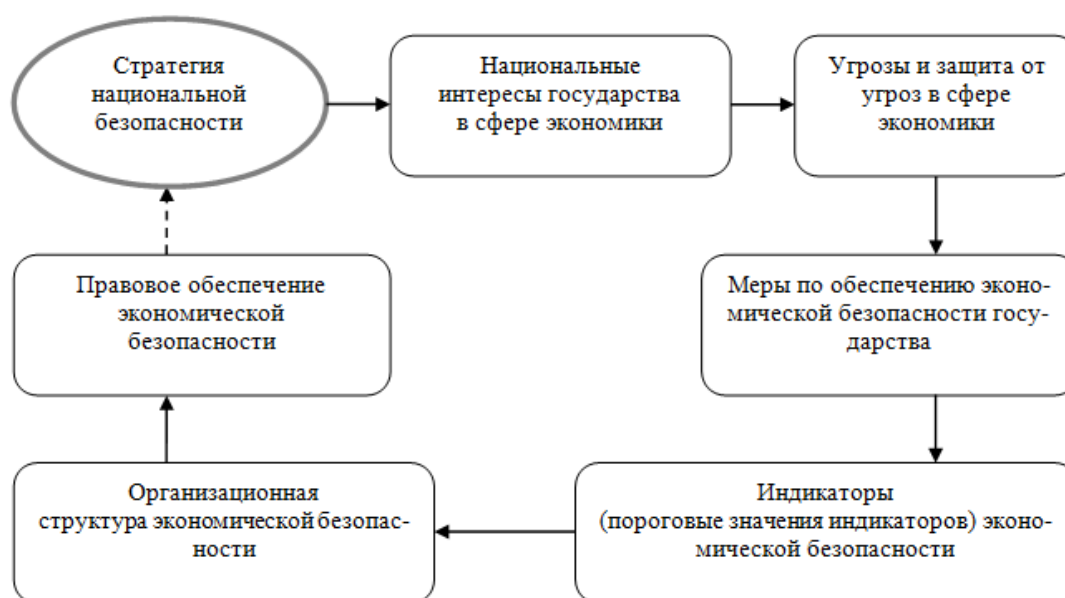 Стратегия
национальной
безопасности
Национальные
интересы государства
в сфере экономики
Угрозы и защита от
угроз в сфере
экономики
Меры по обеспечению эконо-
мической безопасности госу-
дарства
Индикаторы
(пороговые значения индикаторов) эконо-
мической безопасности
Организационная
структура экономической безопас-
ности
Правовое обеспечение
экономической
безопасности